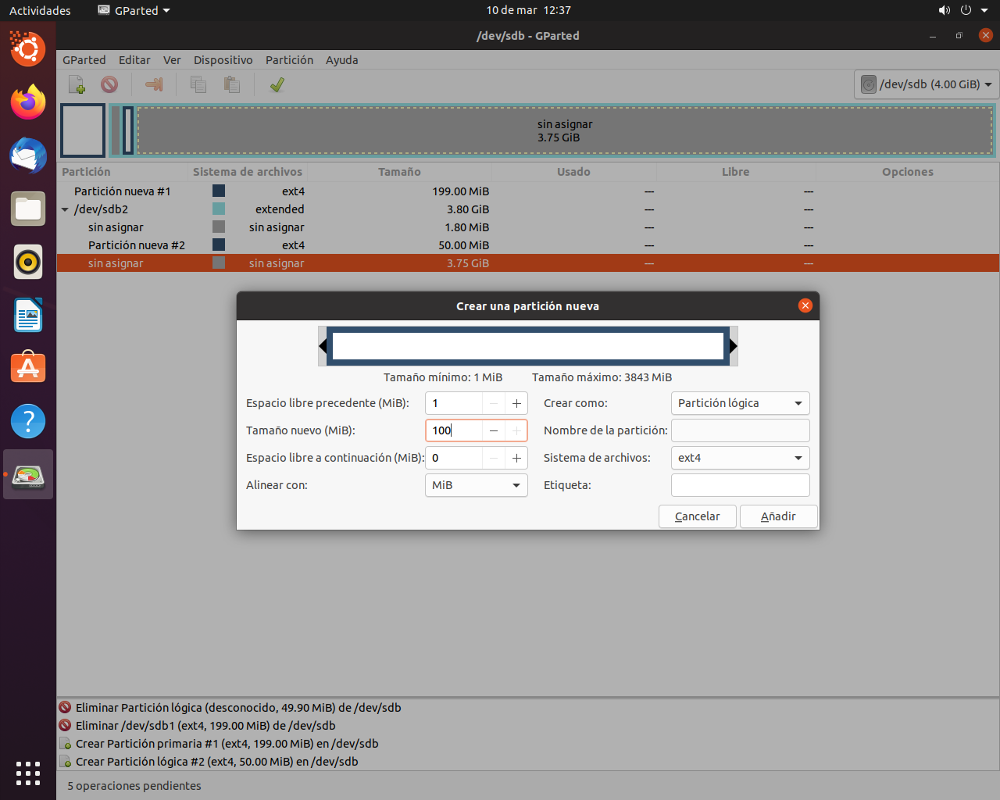 Actividades GParted 10 de mar 12:37
/dev/sdb - GParted
GParted Editar Ver Dispositivo Partición Ayuda
/dev/sdb (4.00 GiB)
sin asignar
3.75 GiB
Partición Sistema de archivos Tamaño Usado Libre Opciones
Partición nueva #1 ext4 199.00 MiB --- ---
/dev/sdb2 extended 3.80 GiB --- ---
sin asignar sin asignar 1.80 MiB --- ---
Partición nueva #2 ext4 50.00 MiB --- ---
sin asignar sin asignar 3.75 GiB --- ---
Crear una partición nueva
Tamaño mínimo: 1 MiB Tamaño máximo: 3843 MiB
Espacio libre precedente (MiB): 1 Crear como: Partición lógica
Tamaño nuevo (MiB): 100 Nombre de la partición:
Espacio libre a continuación (MiB): 0 Sistema de archivos: ext4
Alinear con: MiB Etiqueta:
Cancelar Añadir
Eliminar Partición lógica (desconocido, 49.90 MiB) de /dev/sdb
Eliminar /dev/sdb1 (ext4, 199.00 MiB) de /dev/sdb
Crear Partición primaria #1 (ext4, 199.00 MiB) en /dev/sdb
Crear Partición lógica #2 (ext4, 50.00 MiB) en /dev/sdb
5 operaciones pendientes